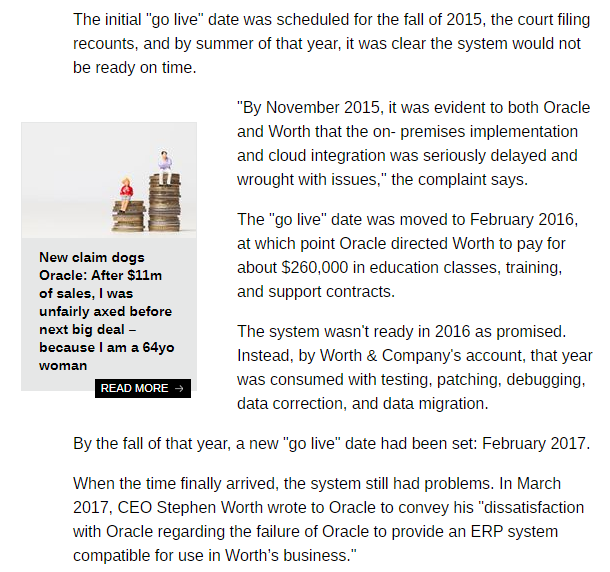 The initial "go live" date was scheduled for the fall of 2015, the court filing
recounts, and by summer of that year, it was clear the system would not
be ready on time.
"By November 2015, it was evident to both Oracle
and Worth that the on- premises implementation
and cloud integration was seriously delayed and
wrought with issues," the complaint says.
The "go live" date was moved to February 2016,
at which point Oracle directed Worth to pay for
about $260,000 in education classes, training,
and support contracts.
The system wasn't ready in 2016 as promised.
Instead, by Worth & Company's account, that year
was consumed with testing, patching, debugging,
data correction, and data migration.
New claim dogs
Oracle: After $11m
of sales, I was
unfairly axed before
next big deal –
because I am a 64yo
woman
READ MORE →
By the fall of that year, a new "go live" date had been set: February 2017.
When the time finally arrived, the system still had problems. In March
2017, CEO Stephen Worth wrote to Oracle to convey his "dissatisfaction
with Oracle regarding the failure of Oracle to provide an ERP system
compatible for use in Worth's business."